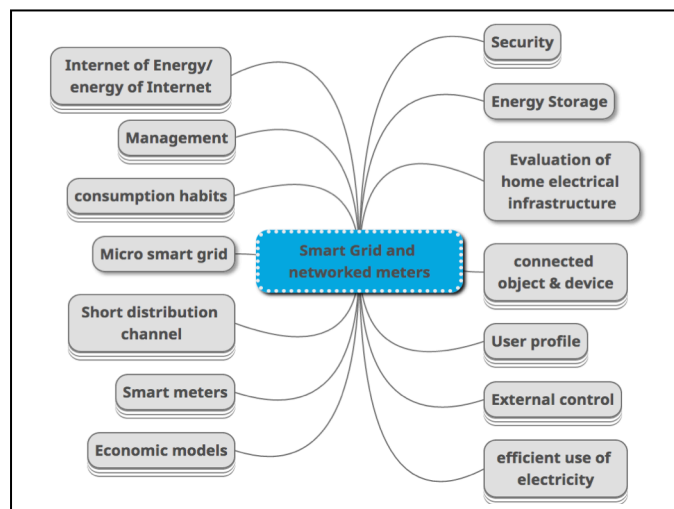 Internet of Energy/
energy of Internet
Management
consumption habits
Micro smart grid
Short distribution
channel
Smart meters
Economic models
Smart Grid and
networked meters
Security
Energy Storage
Evaluation of
home electrical
infrastructure
connected
object & device
User profile
External control
efficient use of
electricity